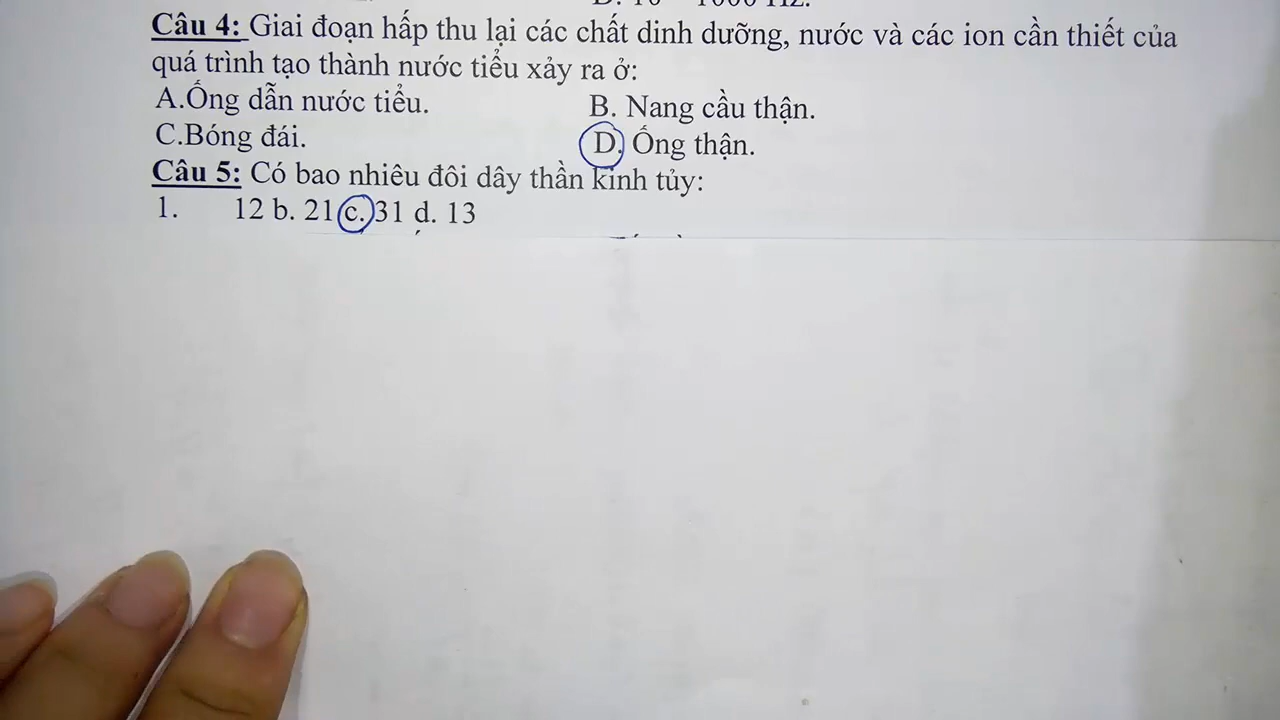 Câu 4: Giai đoạn hấp thu lại các chất dinh dưỡng, nước và các ion cần thiết của
quá trình tạo thành nước tiểu xảy ra ở:
A.Ống dẫn nước tiểu. B. Nang cầu thận.
C.Bóng đái. D. Ống thận.
Câu 5: Có bao nhiêu đôi dây thần kinh tủy:
1. 12 b. 21 c. 31 d. 13